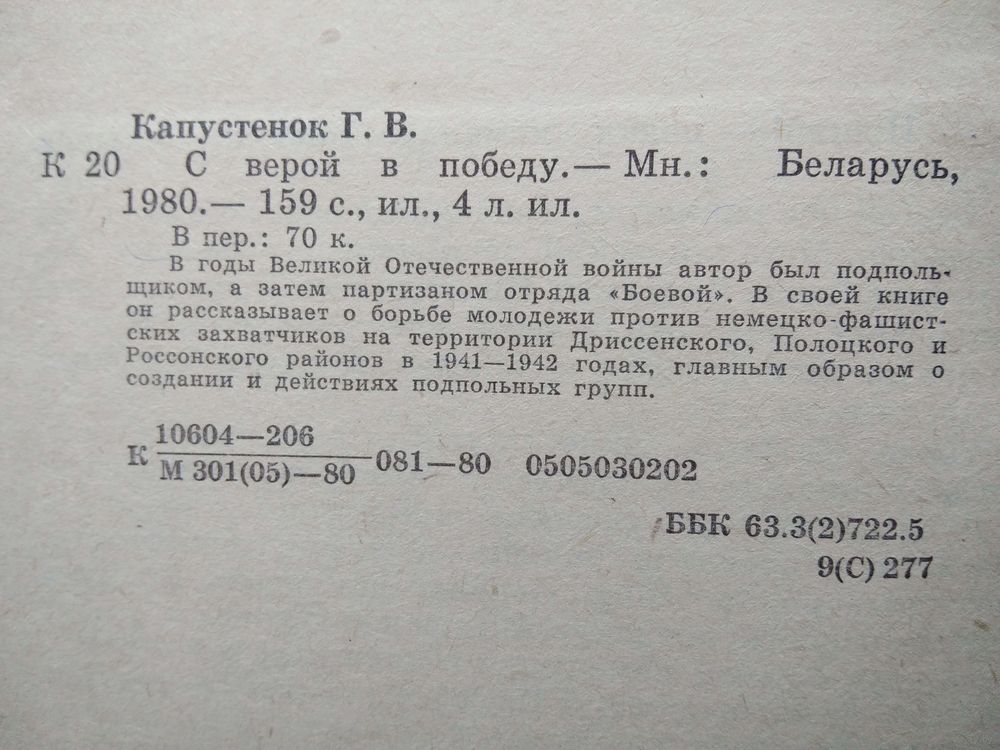 Капустенок Г. В.
К 20 С верой в победу.— Мн.: Беларусь,
1980.— 159 с., ил., 4 л. ил.
В пер.: 70 к.
В годы Великой Отечественной войны автор был подполь-
щиком, а затем партизаном отряда «Боевой». В своей книге
он рассказывает о борьбе молодежи против немецко-фашист-
ских захватчиков на территории Дриссенского, Полоцкого и
Россонского районов в 1941—1942 годах, главным образом о
создании и действиях подпольных групп.
10604—206
К М 301(05)—80 081—80 0505030202
ББК 63.3(2)722.5
9(С) 277